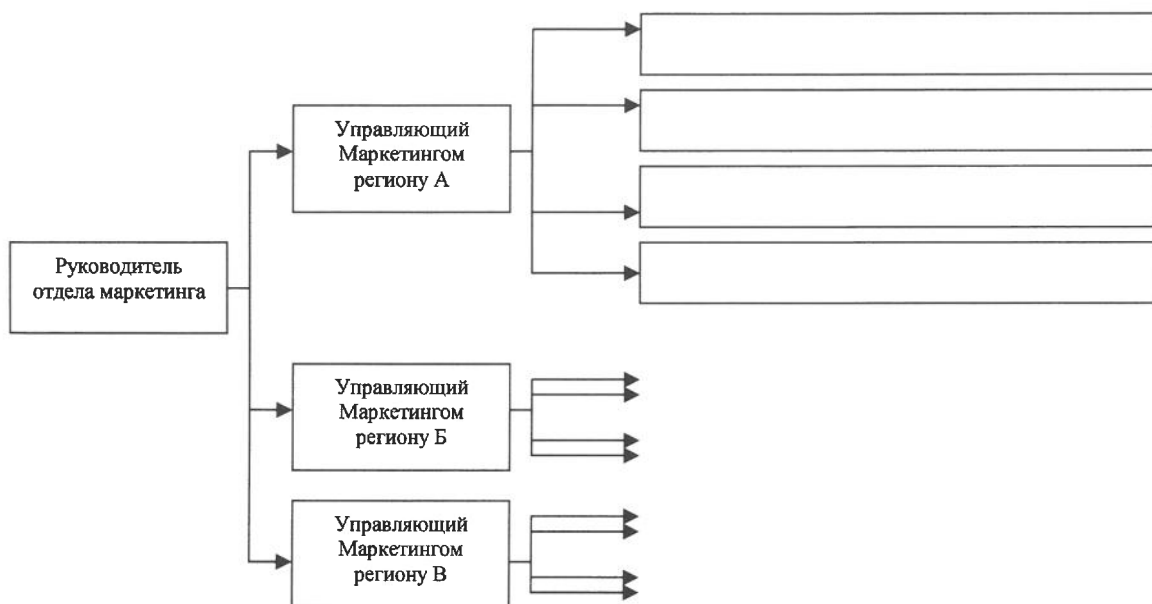 Управляющий
Маркетингом
региону А
Руководитель
отдела маркетинга
Управляющий
Маркетингом
региону Б
Управляющий
Маркетингом
региону В